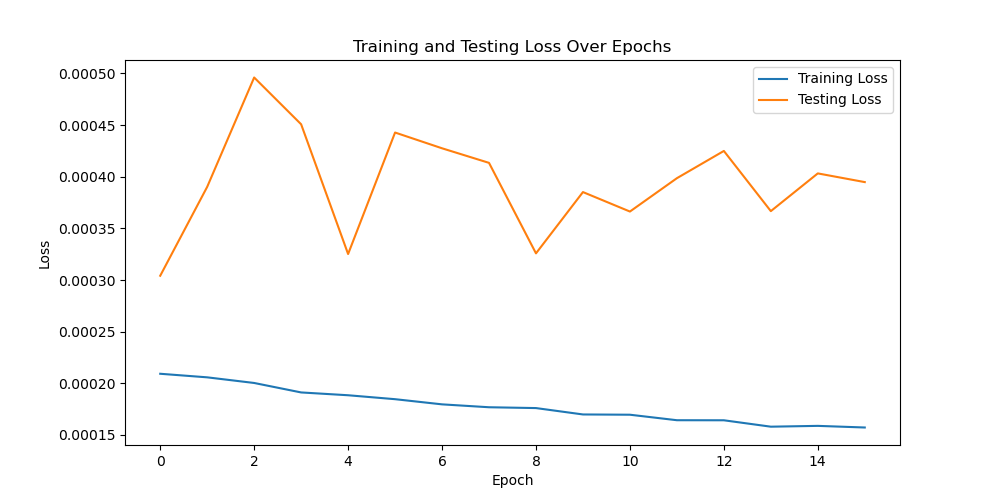 Training and Testing Loss Over Epochs
Training Loss
Testing Loss
Loss
0.00050
0.00045
0.00040
0.00035
0.00030
0.00025
0.00020
0.00015
0 2 4 6 8 10 12 14
Epoch